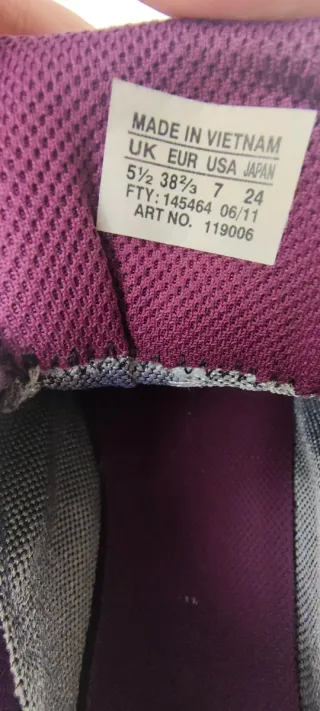 MADE IN VIETNAM
UK EUR USA JAPAN
5½ 38⅔ 7 24
FTY: 145464 06/11
ART NO. 119006